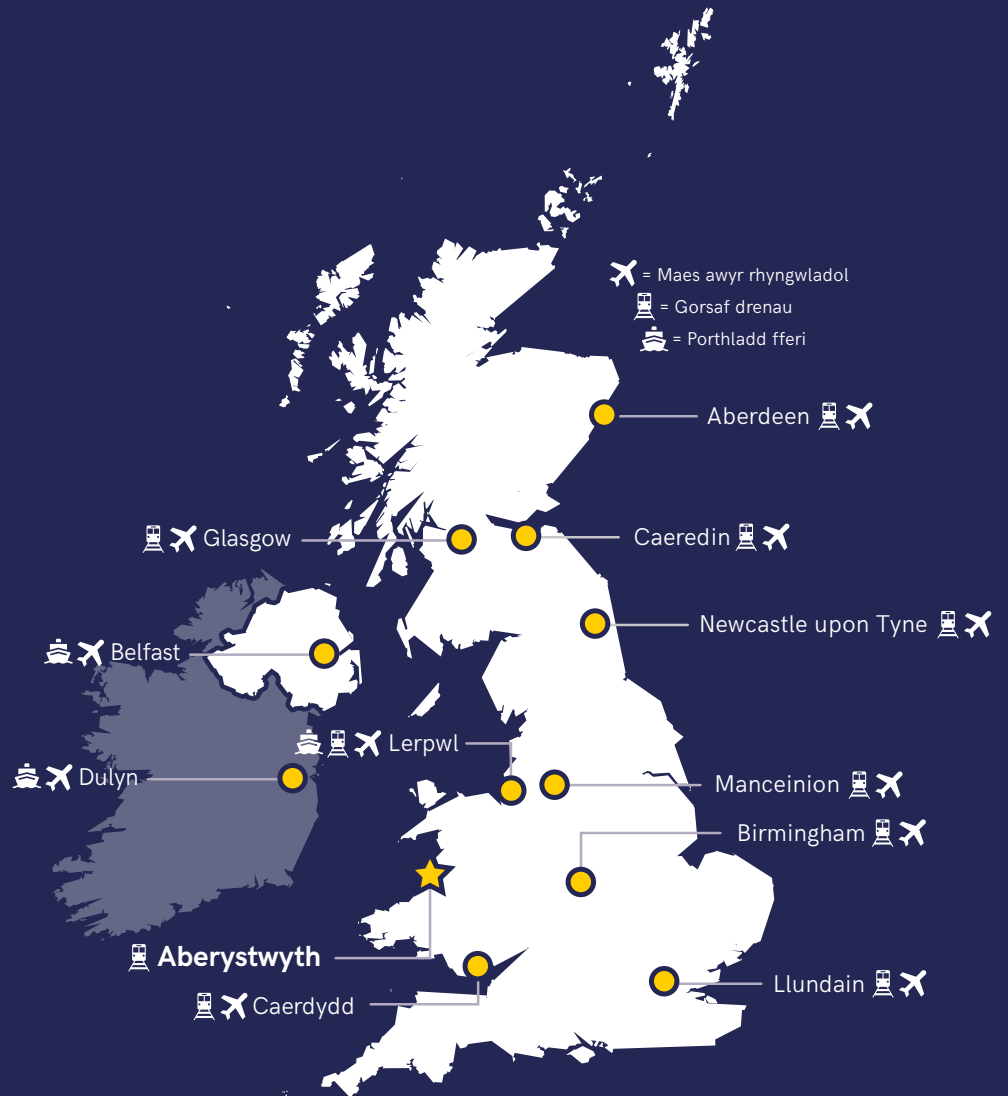 = Maes awyr rhyngwladol
= Gorsaf drenau
= Porthladd fferi
Aberdeen
Glasgow
Caeredin
Newcastle upon Tyne
Belfast
Lerpwl
Dulyn
Manceinion
Birmingham
Aberystwyth
Llundain
Caerdydd